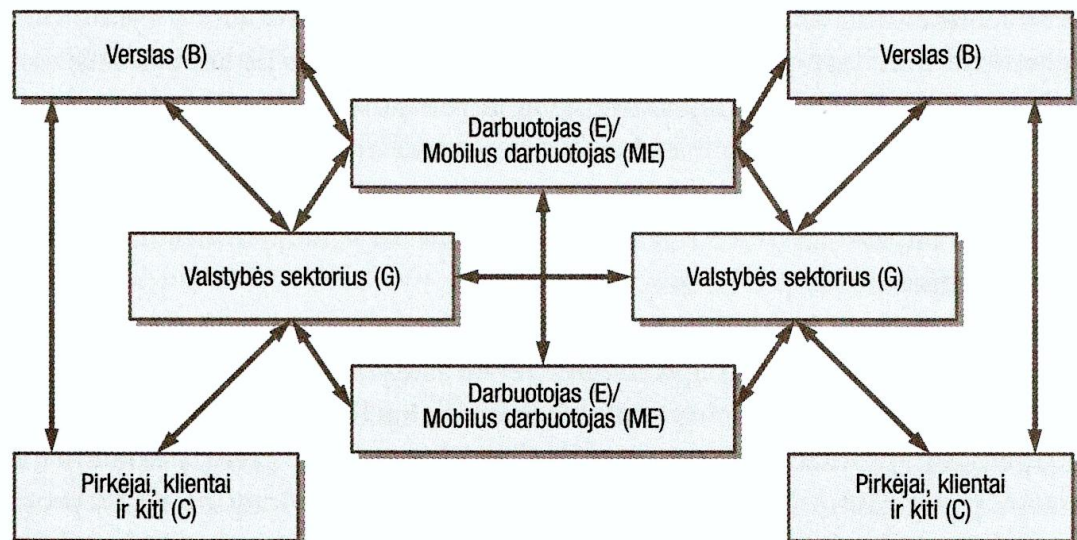 Verslas (B)
Verslas (B)
Darbuotojas (E)/
Mobilus darbuotojas (ME)
Valstybės sektorius (G)
Valstybės sektorius (G)
Darbuotojas (E)/
Mobilus darbuotojas (ME)
Pirkėjai, klientai
ir kiti (C)
Pirkėjai, klientai
ir kiti (C)